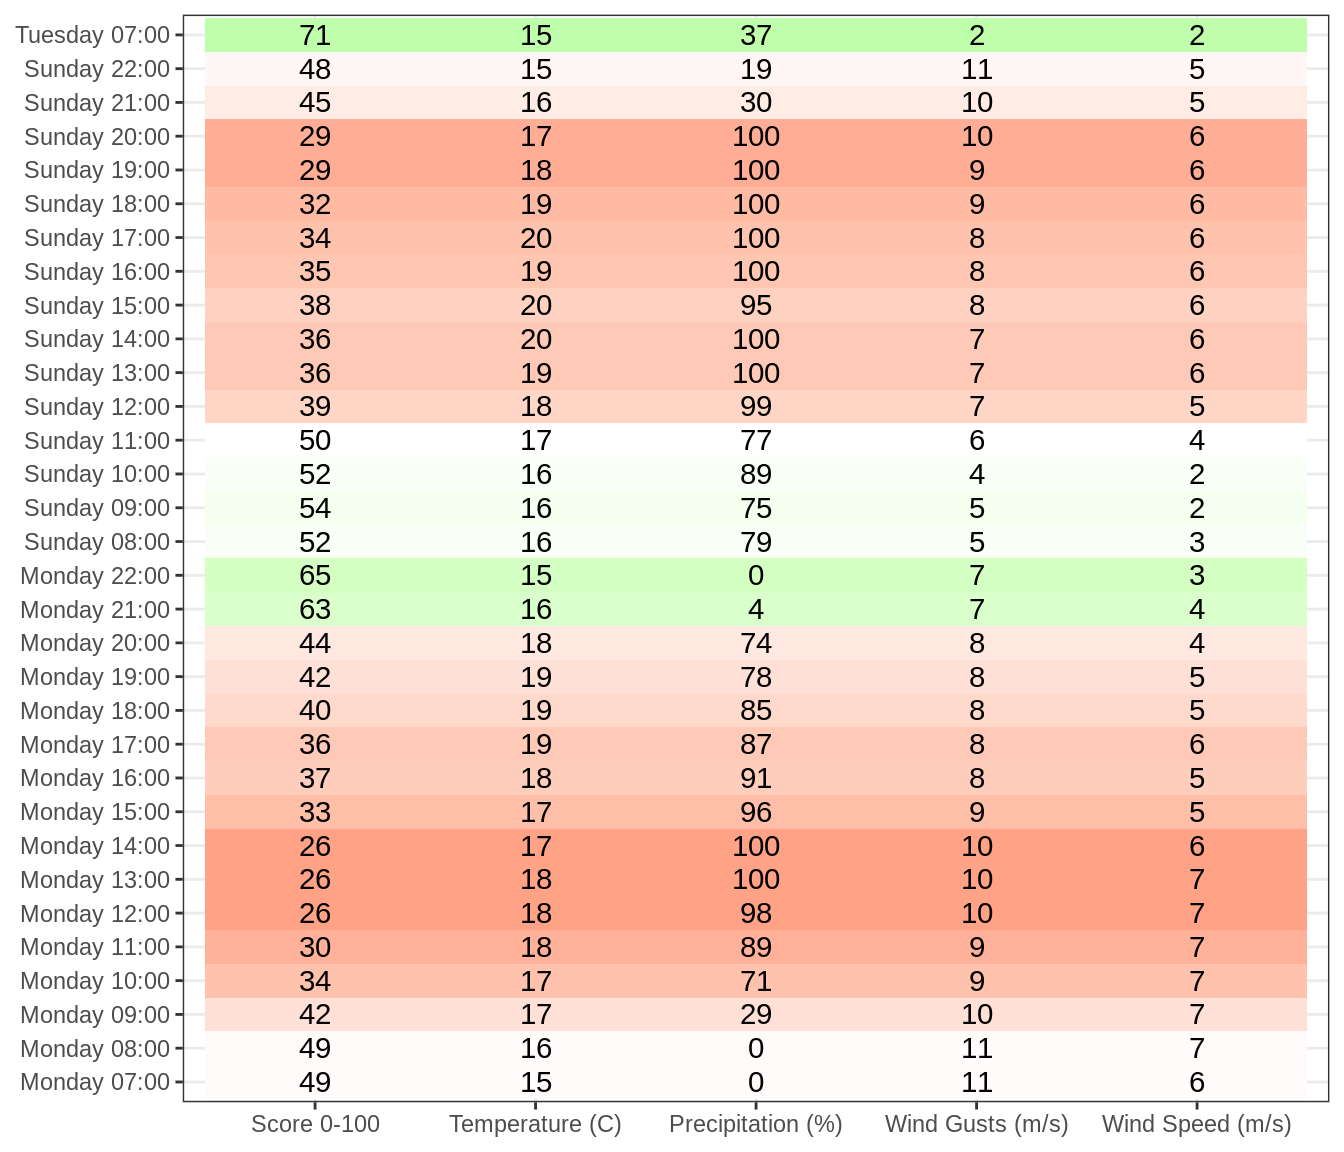 Tuesday 07:00 71 15 37 2 2
Sunday 22:00 48 15 19 11 5
Sunday 21:00 45 16 30 10 5
Sunday 20:00 29 17 100 10 6
Sunday 19:00 29 18 100 9 6
Sunday 18:00 32 19 100 9 6
Sunday 17:00 34 20 100 8 6
Sunday 16:00 35 19 100 8 6
Sunday 15:00 38 20 95 8 6
Sunday 14:00 36 20 100 7 6
Sunday 13:00 36 19 100 7 6
Sunday 12:00 39 18 99 7 5
Sunday 11:00 50 17 77 6 4
Sunday 10:00 52 16 89 4 2
Sunday 09:00 54 16 75 5 2
Sunday 08:00 52 16 79 5 3
Monday 22:00 65 15 0 7 3
Monday 21:00 63 16 4 7 4
Monday 20:00 44 18 74 8 4
Monday 19:00 42 19 78 8 5
Monday 18:00 40 19 85 8 5
Monday 17:00 36 19 87 8 6
Monday 16:00 37 18 91 8 5
Monday 15:00 33 17 96 9 5
Monday 14:00 26 17 100 10 6
Monday 13:00 26 18 100 10 7
Monday 12:00 26 18 98 10 7
Monday 11:00 30 18 89 9 7
Monday 10:00 34 17 71 9 7
Monday 09:00 42 17 29 10 7
Monday 08:00 49 16 0 11 7
Monday 07:00 49 15 0 11 6
Score 0-100 Temperature (C) Precipitation (%) Wind Gusts (m/s) Wind Speed (m/s)